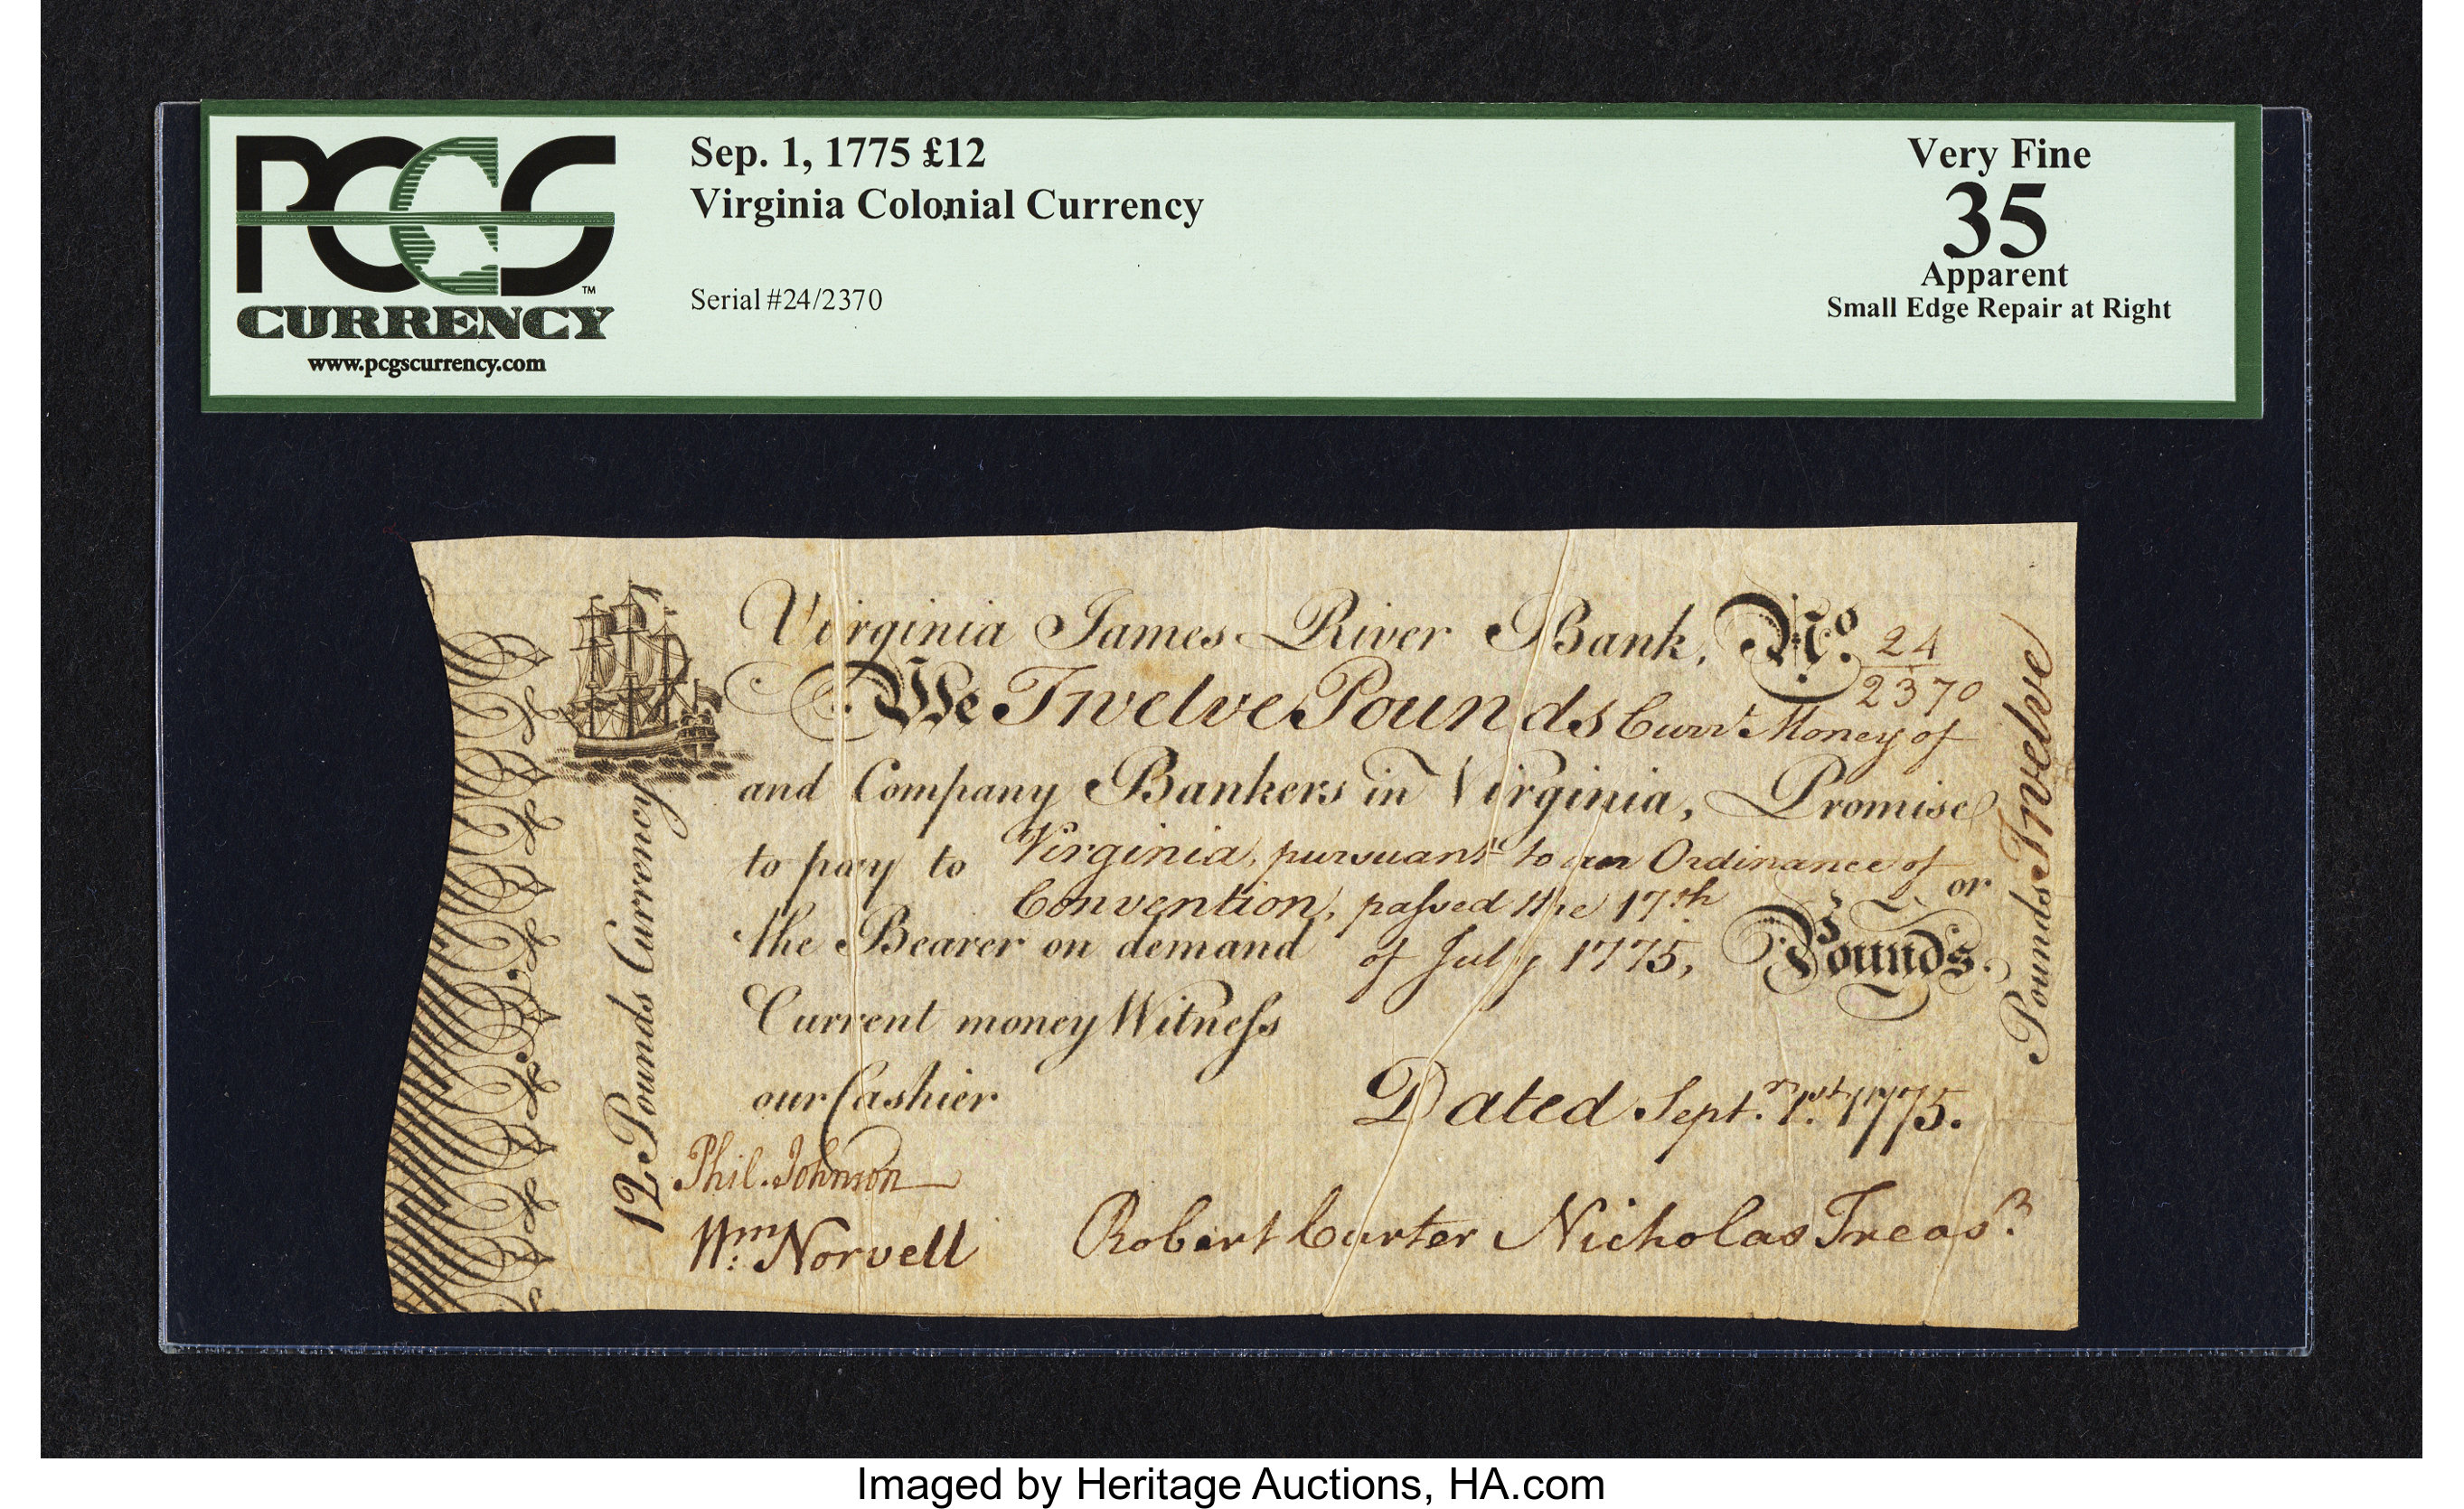 PCGS
™
CURRENCY
www.pcgscurrency.com
Sep. 1, 1775 £12
Virginia Colonial Currency
Serial #24/2370
Very Fine
35
Apparent
Small Edge Repair at Right
Virginia James River Bank, No. 24
2370
We Twelve Pounds Curr.t Money of
and Company Bankers in Virginia, Promise
to pay to Virginia, pursuant to an Ordinance of
or
Convention, paſsed the 17th
the Bearer on demand of July 1775, Pounds.
Current money Witneſs
our Cashier
Dated Sept.r 1.st 1775.
Phil. Johnson
Wm: Norvell
Robert Carter Nicholas Treas.r
12 Pounds Currency
Pounds Twelve
Imaged by Heritage Auctions, HA.com